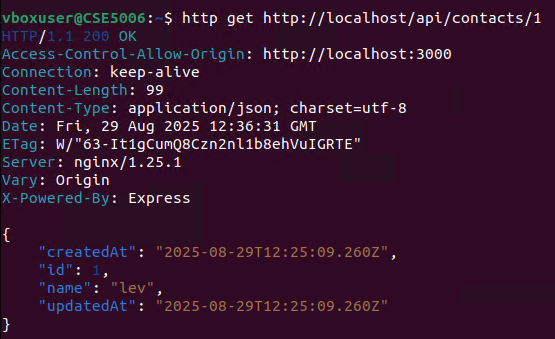 vboxuser@CSE5006:~$ http get http://localhost/api/contacts/1
HTTP/1.1 200 OK
Access-Control-Allow-Origin: http://localhost:3000
Connection: keep-alive
Content-Length: 99
Content-Type: application/json; charset=utf-8
Date: Fri, 29 Aug 2025 12:36:31 GMT
ETag: W/"63-It1gCumQ8Czn2nl1b8ehVuIGRTE"
Server: nginx/1.25.1
Vary: Origin
X-Powered-By: Express

{
    "createdAt": "2025-08-29T12:25:09.260Z",
    "id": 1,
    "name": "lev",
    "updatedAt": "2025-08-29T12:25:09.260Z"
}